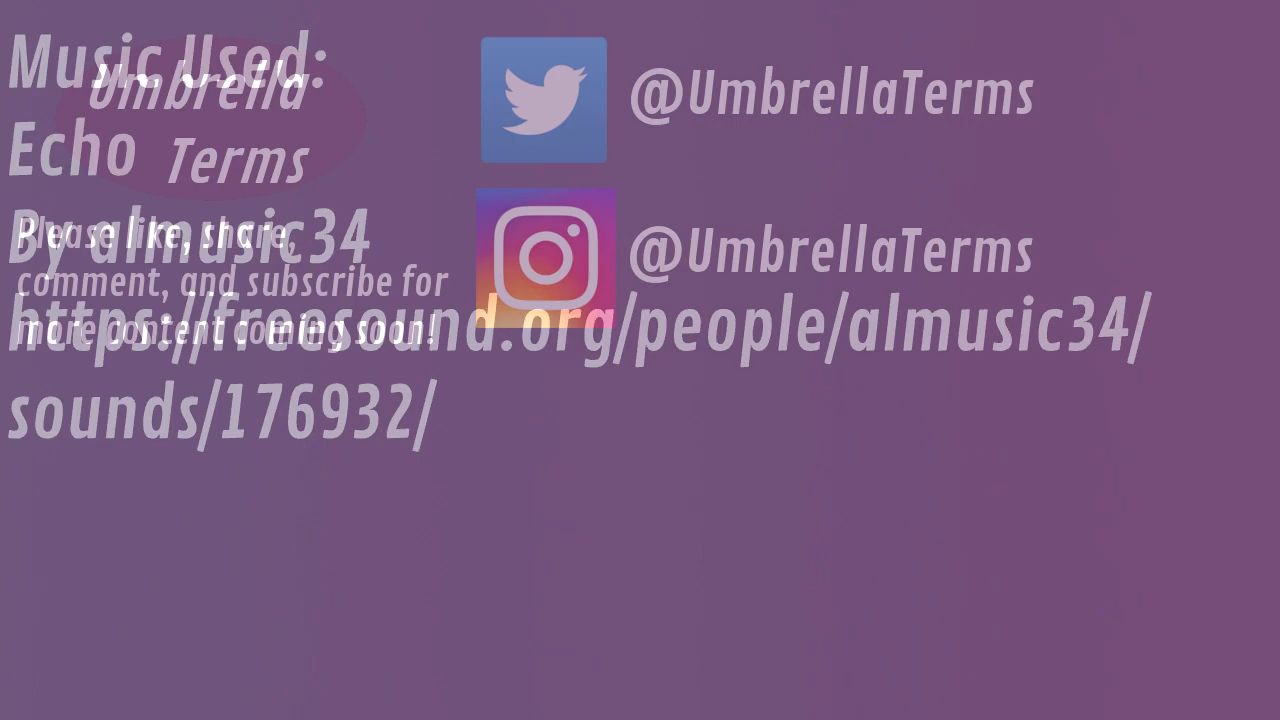 Music Used:
Echo
By almusic34
https://freesound.org/people/almusic34/
sounds/176932/
Umbrella
Terms
Please like, share,
comment, and subscribe for
more content coming soon!
@UmbrellaTerms
@UmbrellaTerms